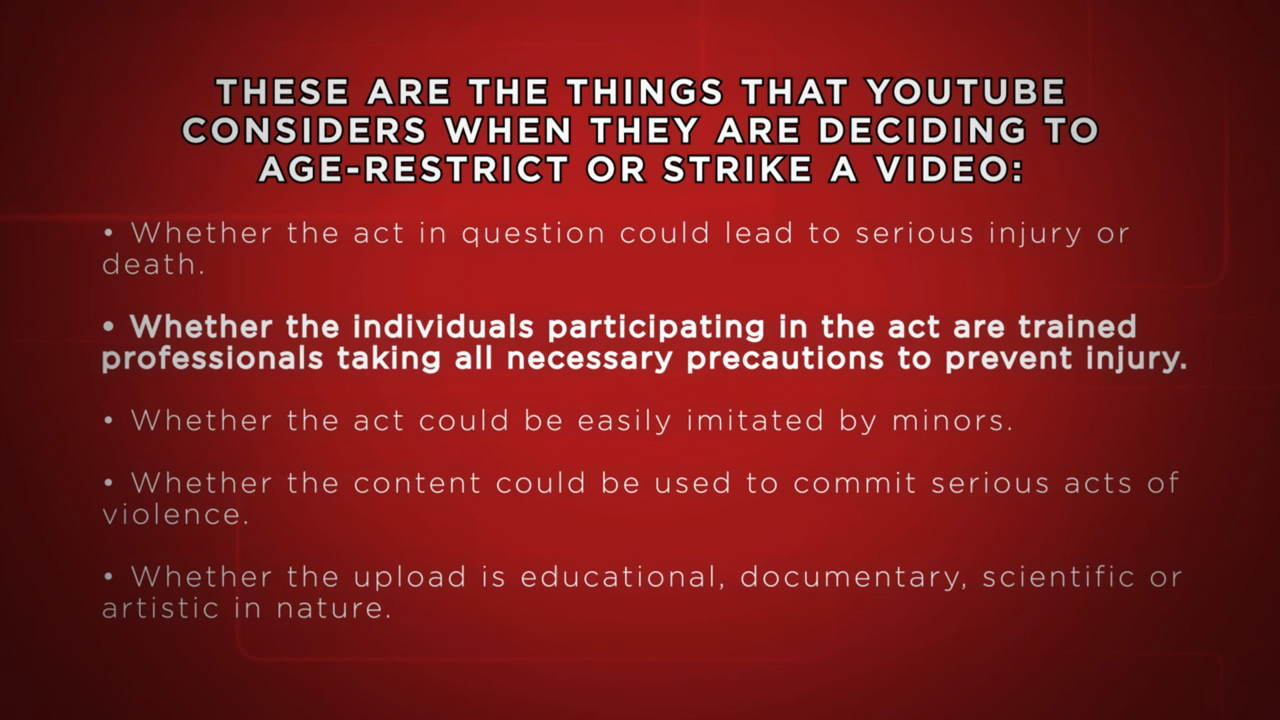 THESE ARE THE THINGS THAT YOUTUBE
CONSIDERS WHEN THEY ARE DECIDING TO
AGE-RESTRICT OR STRIKE A VIDEO:
• Whether the act in question could lead to serious injury or
death.
• Whether the individuals participating in the act are trained
professionals taking all necessary precautions to prevent injury.
• Whether the act could be easily imitated by minors.
• Whether the content could be used to commit serious acts of
violence.
• Whether the upload is educational, documentary, scientific or
artistic in nature.